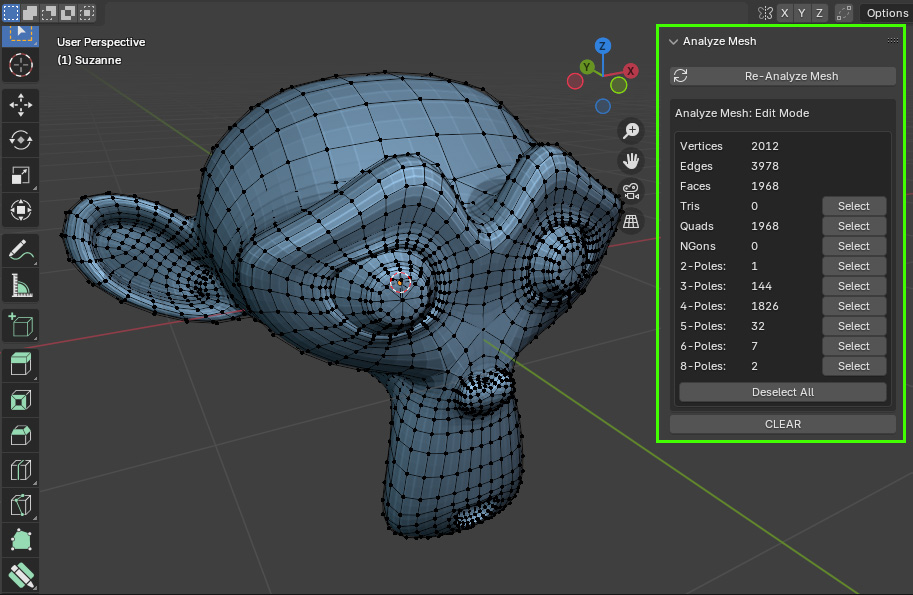 X Y Z Options
User Perspective
(1) Suzanne
Z
Y
X
Analyze Mesh
Re-Analyze Mesh
Analyze Mesh: Edit Mode
Vertices 2012
Edges 3978
Faces 1968
Tris 0 Select
Quads 1968 Select
NGons 0 Select
2-Poles: 1 Select
3-Poles: 144 Select
4-Poles: 1826 Select
5-Poles: 32 Select
6-Poles: 7 Select
8-Poles: 2 Select
Deselect All
CLEAR